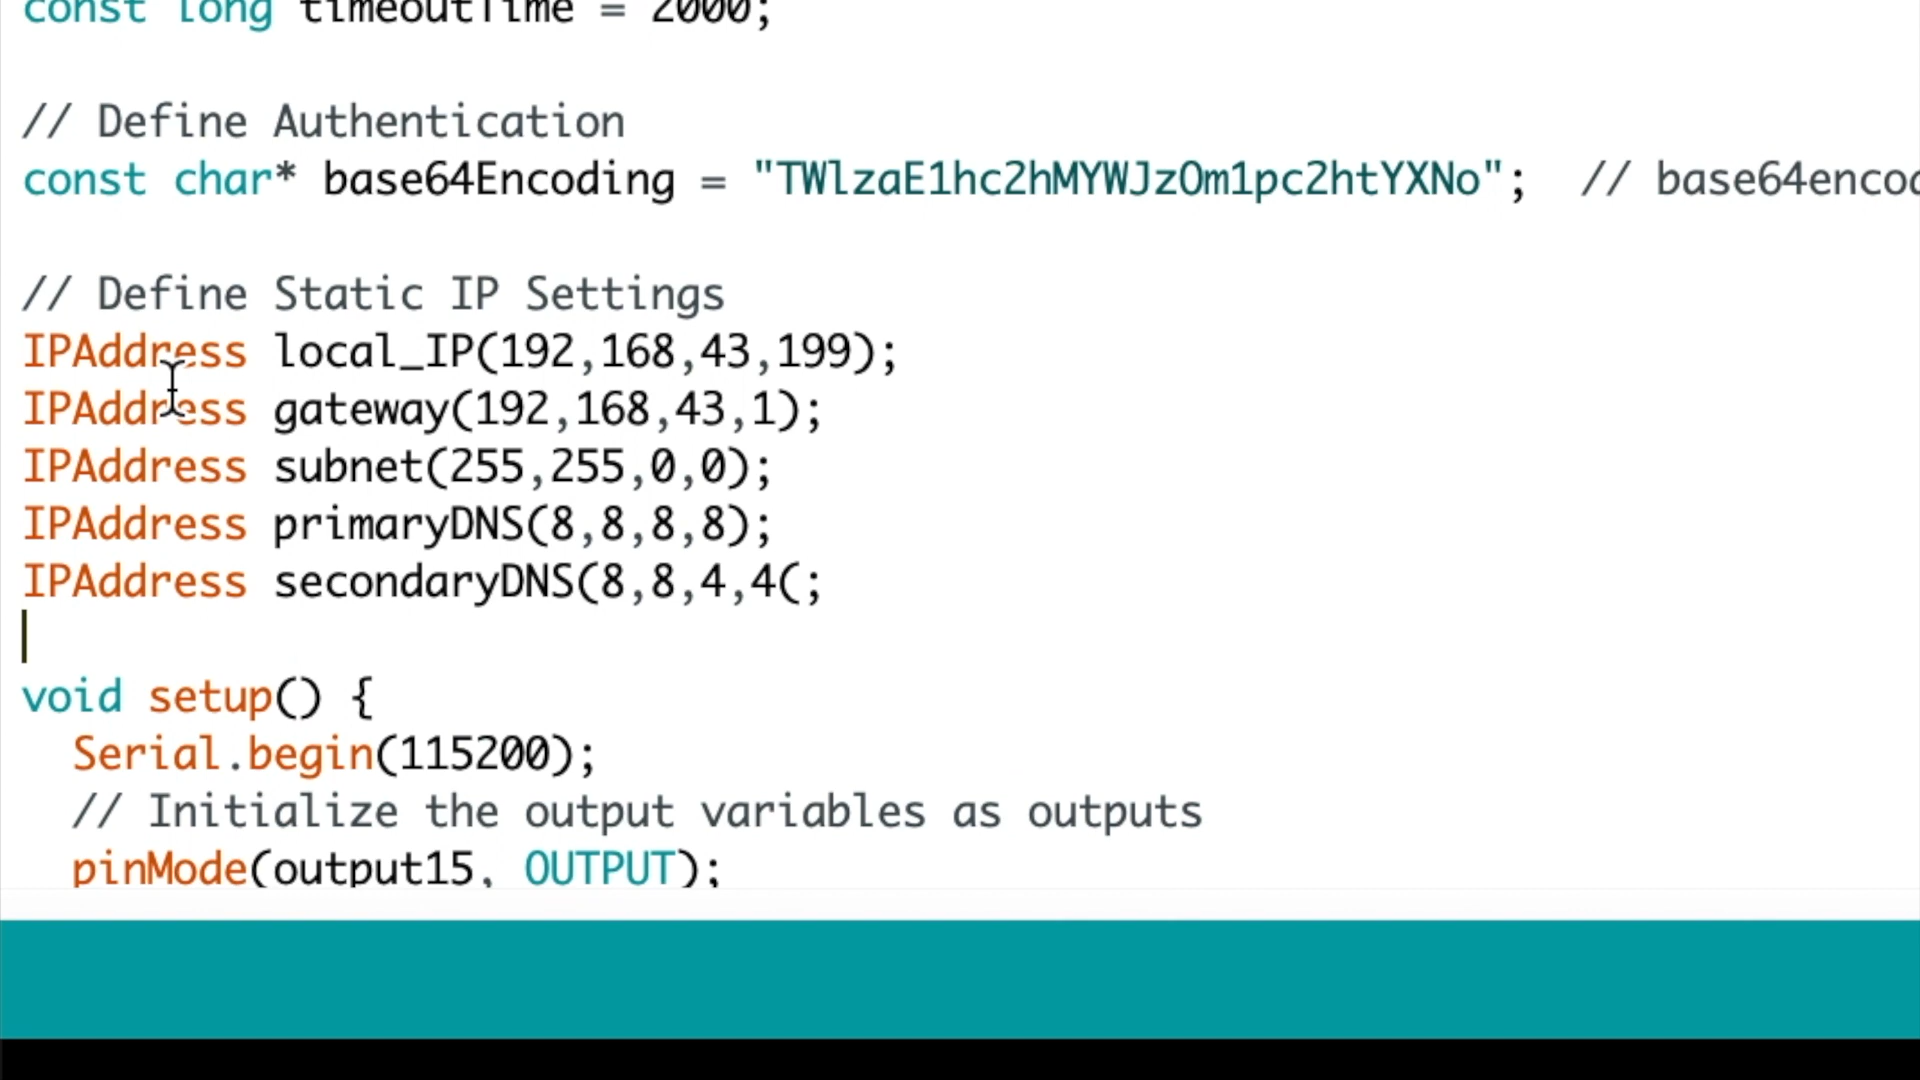 const long timeoutTime = 2000;
// Define Authentication
const char* base64Encoding = "TWlzaE1hc2hMYWJzOm1pc2htYXNo";  // base64enco
// Define Static IP Settings
IPAddress local_IP(192,168,43,199);
IPAddress gateway(192,168,43,1);
IPAddress subnet(255,255,0,0);
IPAddress primaryDNS(8,8,8,8);
IPAddress secondaryDNS(8,8,4,4(;
void setup() {
  Serial.begin(115200);
  // Initialize the output variables as outputs
  pinMode(output15, OUTPUT);